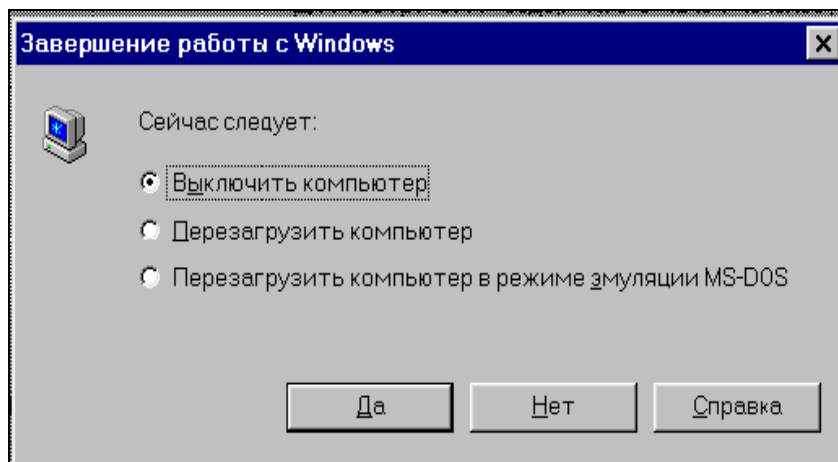 Завершение работы с Windows
Сейчас следует:
Выключить компьютер
Перезагрузить компьютер
Перезагрузить компьютер в режиме эмуляции MS-DOS
Да Нет Справка